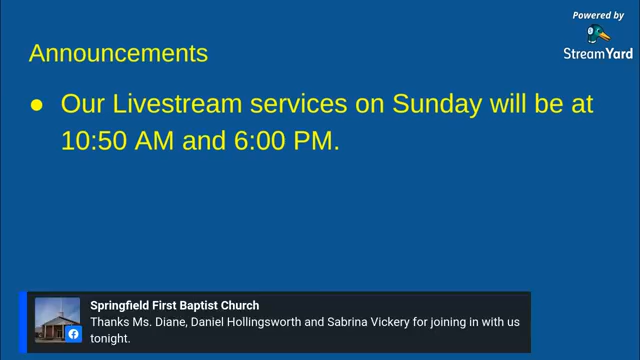 Powered by
StreamYard
Announcements
● Our Livestream services on Sunday will be at
10:50 AM and 6:00 PM.
Springfield First Baptist Church
Thanks Ms. Diane, Daniel Hollingsworth and Sabrina Vickery for joining in with us
tonight.